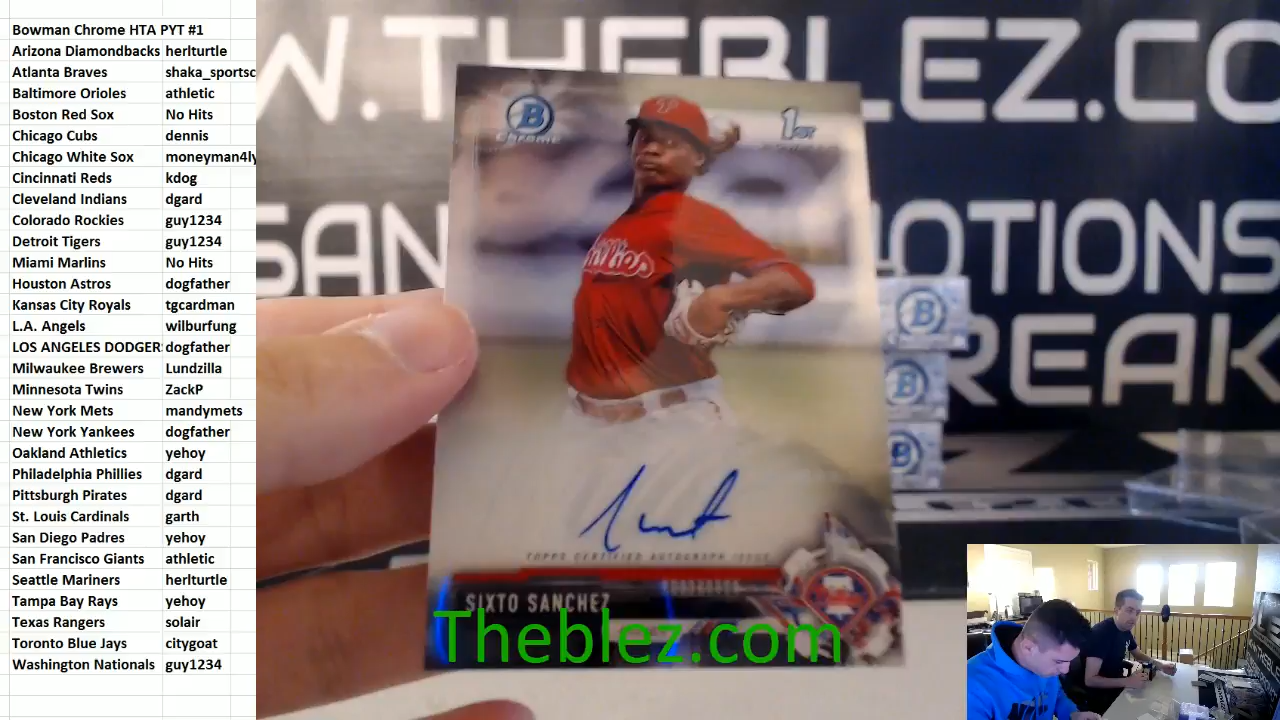 Bowman Chrome HTA PYT #1
Arizona Diamondbacks herlturtle
Atlanta Braves shaka_sportsc
Baltimore Orioles athletic
Boston Red Sox No Hits
Chicago Cubs dennis
Chicago White Sox moneyman4ly
Cincinnati Reds kdog
Cleveland Indians dgard
Colorado Rockies guy1234
Detroit Tigers guy1234
Miami Marlins No Hits
Houston Astros dogfather
Kansas City Royals tgcardman
L.A. Angels wilburfung
LOS ANGELES DODGER dogfather
Milwaukee Brewers Lundzilla
Minnesota Twins ZackP
New York Mets mandymets
New York Yankees dogfather
Oakland Athletics yehoy
Philadelphia Phillies dgard
Pittsburgh Pirates dgard
St. Louis Cardinals garth
San Diego Padres yehoy
San Francisco Giants athletic
Seattle Mariners herlturtle
Tampa Bay Rays yehoy
Texas Rangers solair
Toronto Blue Jays citygoat
Washington Nationals guy1234
W.THEBLEZ.CO
SAN OTIONS
REAK
B
Chrome
1ST
TOPPS CERTIFIED AUTOGRAPH ISSUE
SIXTO SANCHEZ
Theblez.com